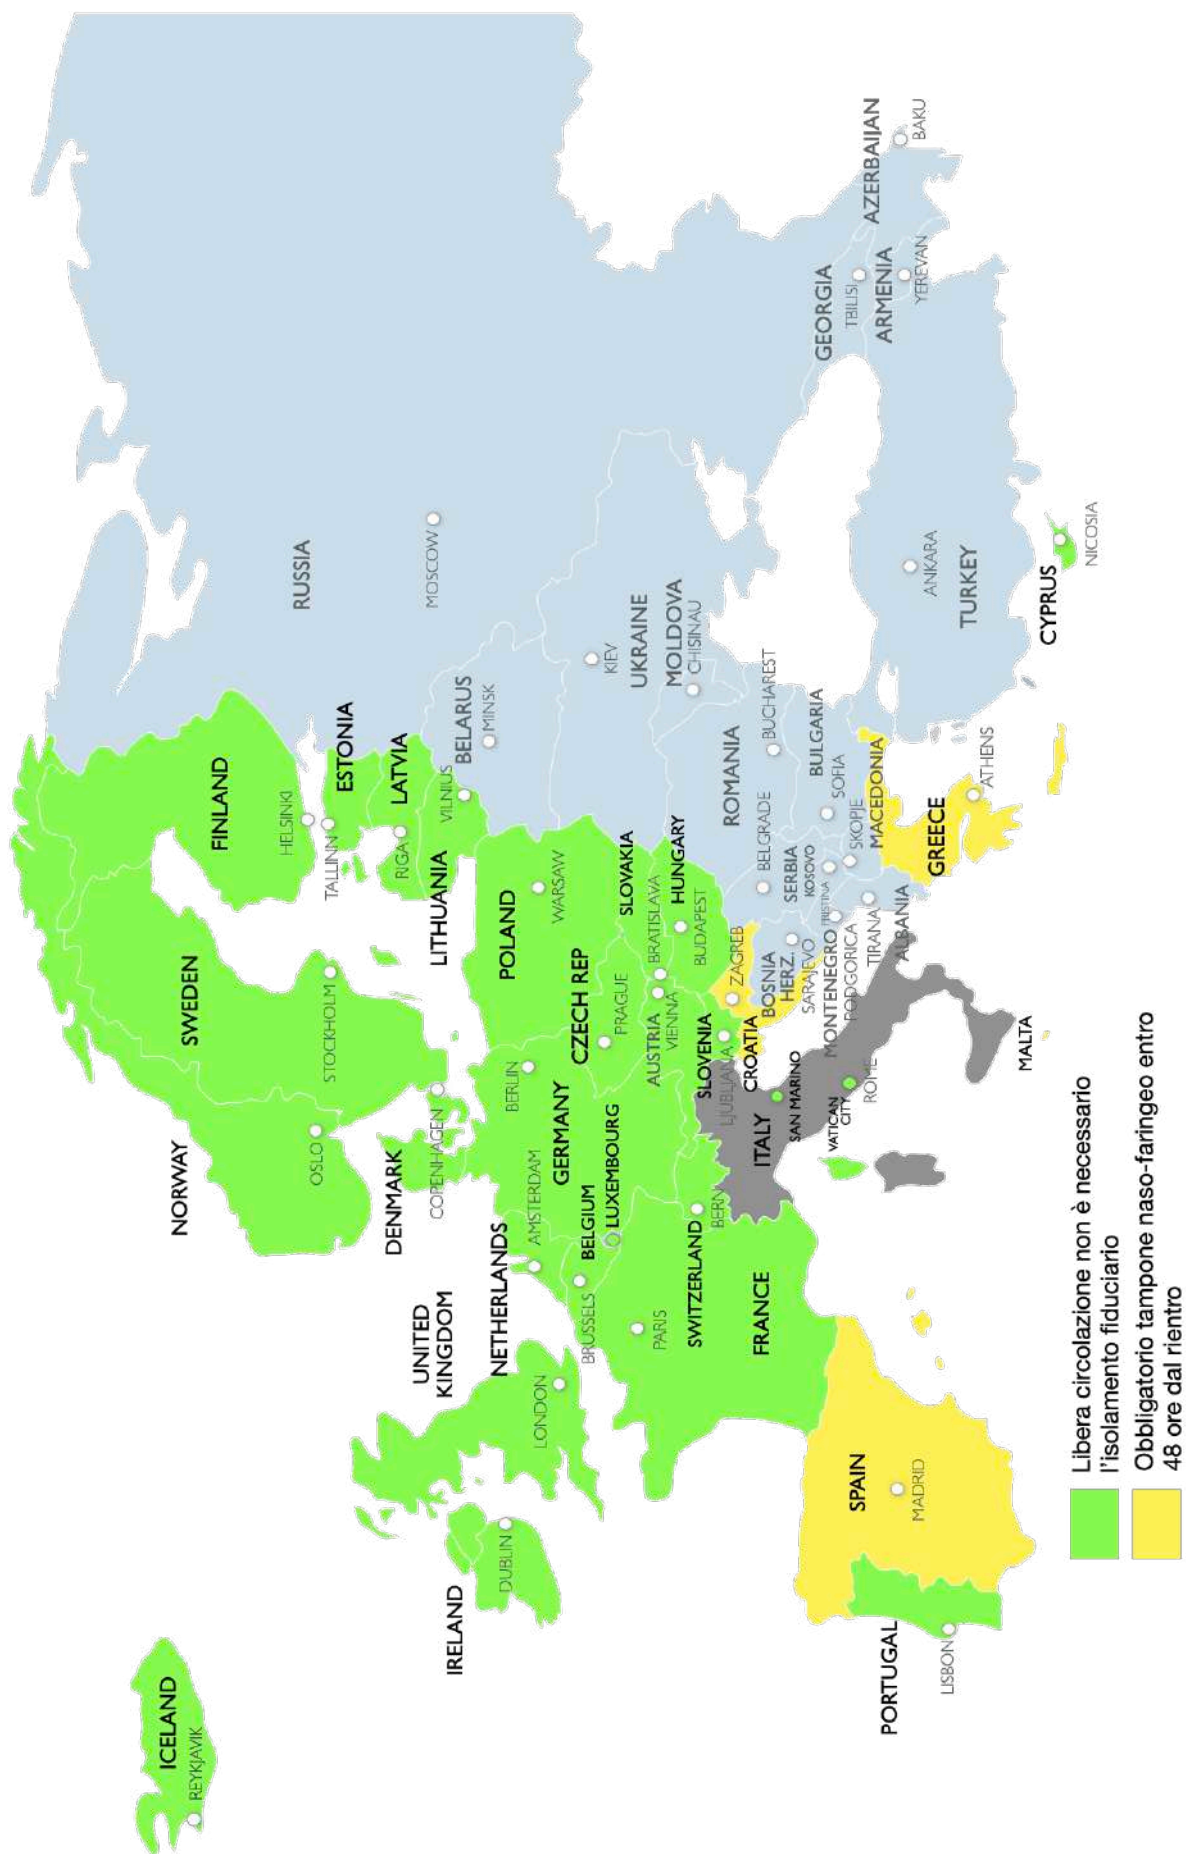 ICELAND
REYKJAVIK
NORWAY
OSLO
SWEDEN
STOCKHOLM
FINLAND
HELSINKI
RUSSIA
MOSCOW
ESTONIA
TALLINN
LATVIA
RIGA
LITHUANIA
VILNIUS
BELARUS
MINSK
DENMARK
COPENHAGEN
UNITED
KINGDOM
LONDON
IRELAND
DUBLIN
NETHERLANDS
AMSTERDAM
BELGIUM
BRUSSELS
LUXEMBOURG
GERMANY
BERLIN
POLAND
WARSAW
CZECH REP
PRAGUE
SLOVAKIA
BRATISLAVA
AUSTRIA
VIENNA
HUNGARY
BUDAPEST
UKRAINE
KIEV
MOLDOVA
CHISINAU
ROMANIA
BUCHAREST
BULGARIA
SOFIA
FRANCE
PARIS
SWITZERLAND
BERN
SLOVENIA
LJUBLJANA
CROATIA
ZAGREB
BOSNIA
HERZ.
SARAJEVO
SERBIA
BELGRADE
KOSOVO
PRISTINA
MONTENEGRO
PODGORICA
SKOPJE
MACEDONIA
TIRANA
ALBANIA
ITALY
SAN MARINO
VATICAN
CITY
ROME
MALTA
GREECE
ATHENS
GEORGIA
TBILISI
ARMENIA
YEREVAN
AZERBAIJAN
BAKU
TURKEY
ANKARA
CYPRUS
NICOSIA
SPAIN
MADRID
PORTUGAL
LISBON
Libera circolazione non è necessario
l'isolamento fiduciario
Obbligatorio tampone naso-faringeo entro
48 ore dal rientro